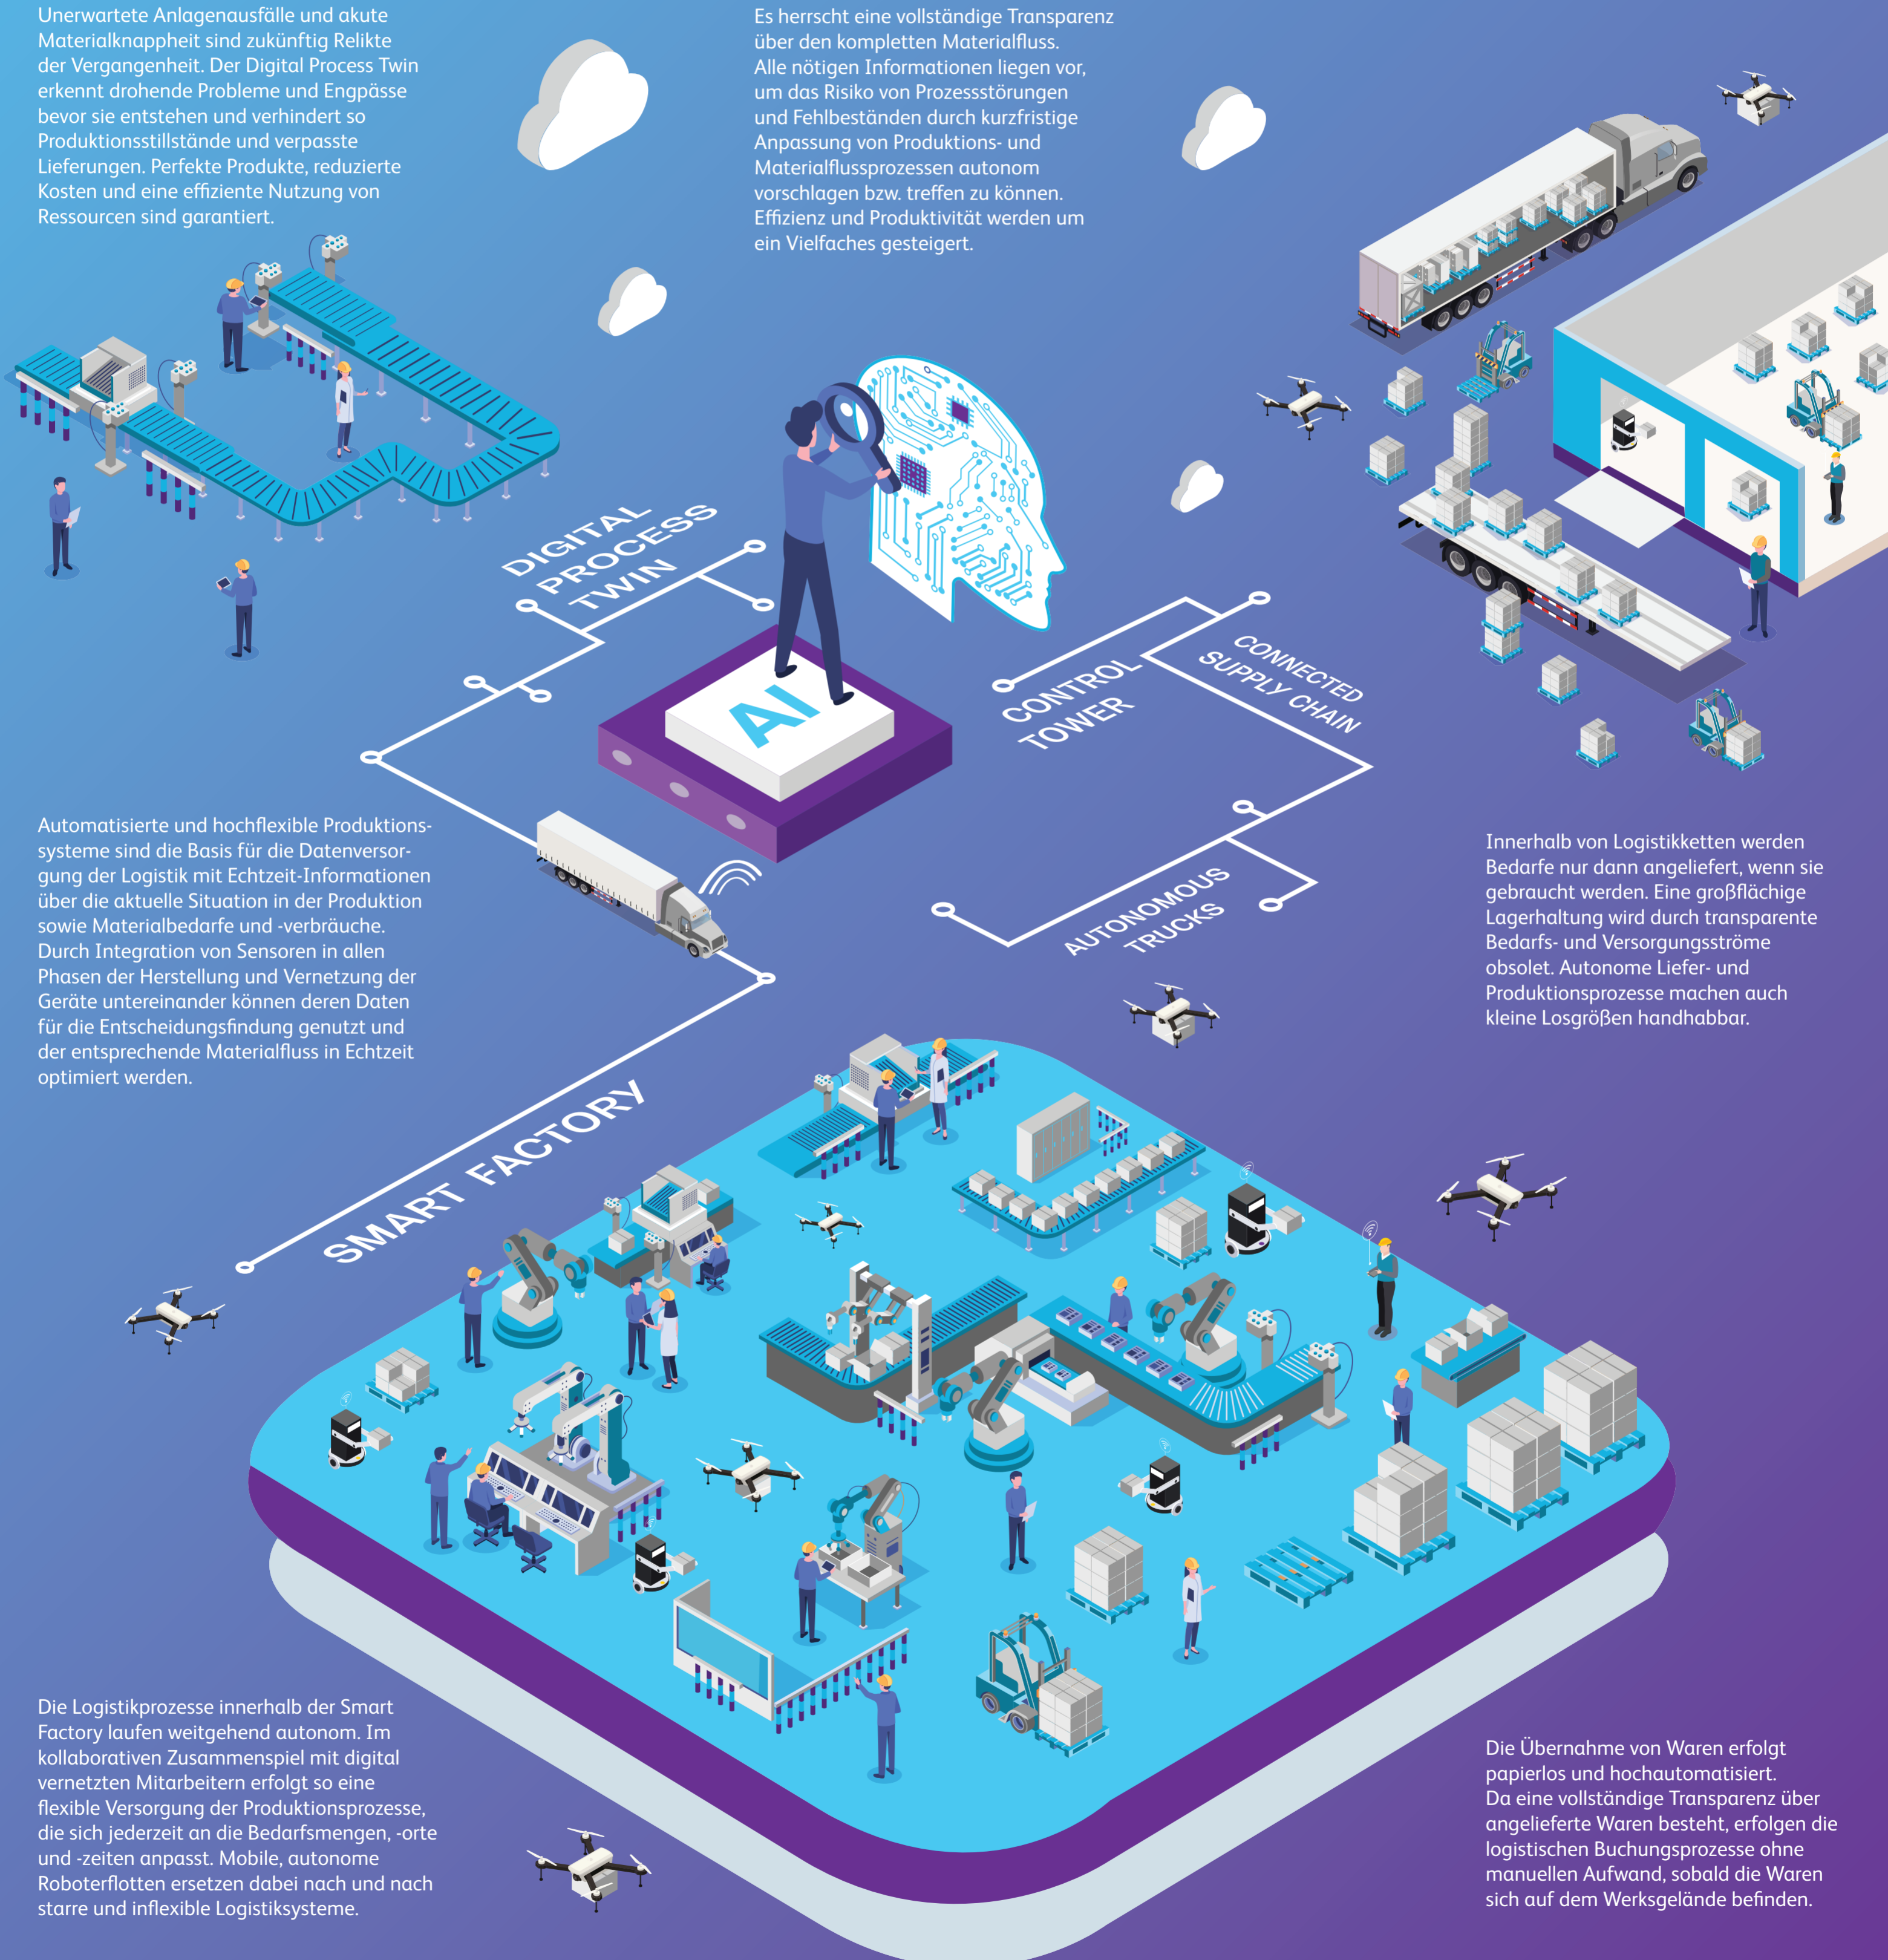 Unerwartete Anlagenausfälle und akute
Materialknappheit sind zukünftig Relikte
der Vergangenheit. Der Digital Process Twin
erkennt drohende Probleme und Engpässe
bevor sie entstehen und verhindert so
Produktionsstillstände und verpasste
Lieferungen. Perfekte Produkte, reduzierte
Kosten und eine effiziente Nutzung von
Ressourcen sind garantiert.
Es herrscht eine vollständige Transparenz
über den kompletten Materialfluss.
Alle nötigen Informationen liegen vor,
um das Risiko von Prozessstörungen
und Fehlbeständen durch kurzfristige
Anpassung von Produktions- und
Materialflussprozessen autonom
vorschlagen bzw. treffen zu können.
Effizienz und Produktivität werden um
ein Vielfaches gesteigert.
DIGITAL
PROCESS
TWIN
AI
CONTROL
TOWER
CONNECTED
SUPPLY CHAIN
Automatisierte und hochflexible Produktions-
systeme sind die Basis für die Datenversor-
gung der Logistik mit Echtzeit-Informationen
über die aktuelle Situation in der Produktion
sowie Materialbedarfe und -verbräuche.
Durch Integration von Sensoren in allen
Phasen der Herstellung und Vernetzung der
Geräte untereinander können deren Daten
für die Entscheidungsfindung genutzt und
der entsprechende Materialfluss in Echtzeit
optimiert werden.
AUTONOMOUS
TRUCKS
Innerhalb von Logistikketten werden
Bedarfe nur dann angeliefert, wenn sie
gebraucht werden. Eine großflächige
Lagerhaltung wird durch transparente
Bedarfs- und Versorgungsströme
obsolet. Autonome Liefer- und
Produktionsprozesse machen auch
kleine Losgrößen handhabbar.
SMART FACTORY
Die Logistikprozesse innerhalb der Smart
Factory laufen weitgehend autonom. Im
kollaborativen Zusammenspiel mit digital
vernetzten Mitarbeitern erfolgt so eine
flexible Versorgung der Produktionsprozesse,
die sich jederzeit an die Bedarfsmengen, -orte
und -zeiten anpasst. Mobile, autonome
Roboterflotten ersetzen dabei nach und nach
starre und inflexible Logistiksysteme.
Die Übernahme von Waren erfolgt
papierlos und hochautomatisiert.
Da eine vollständige Transparenz über
angelieferte Waren besteht, erfolgen die
logistischen Buchungsprozesse ohne
manuellen Aufwand, sobald die Waren
sich auf dem Werksgelände befinden.